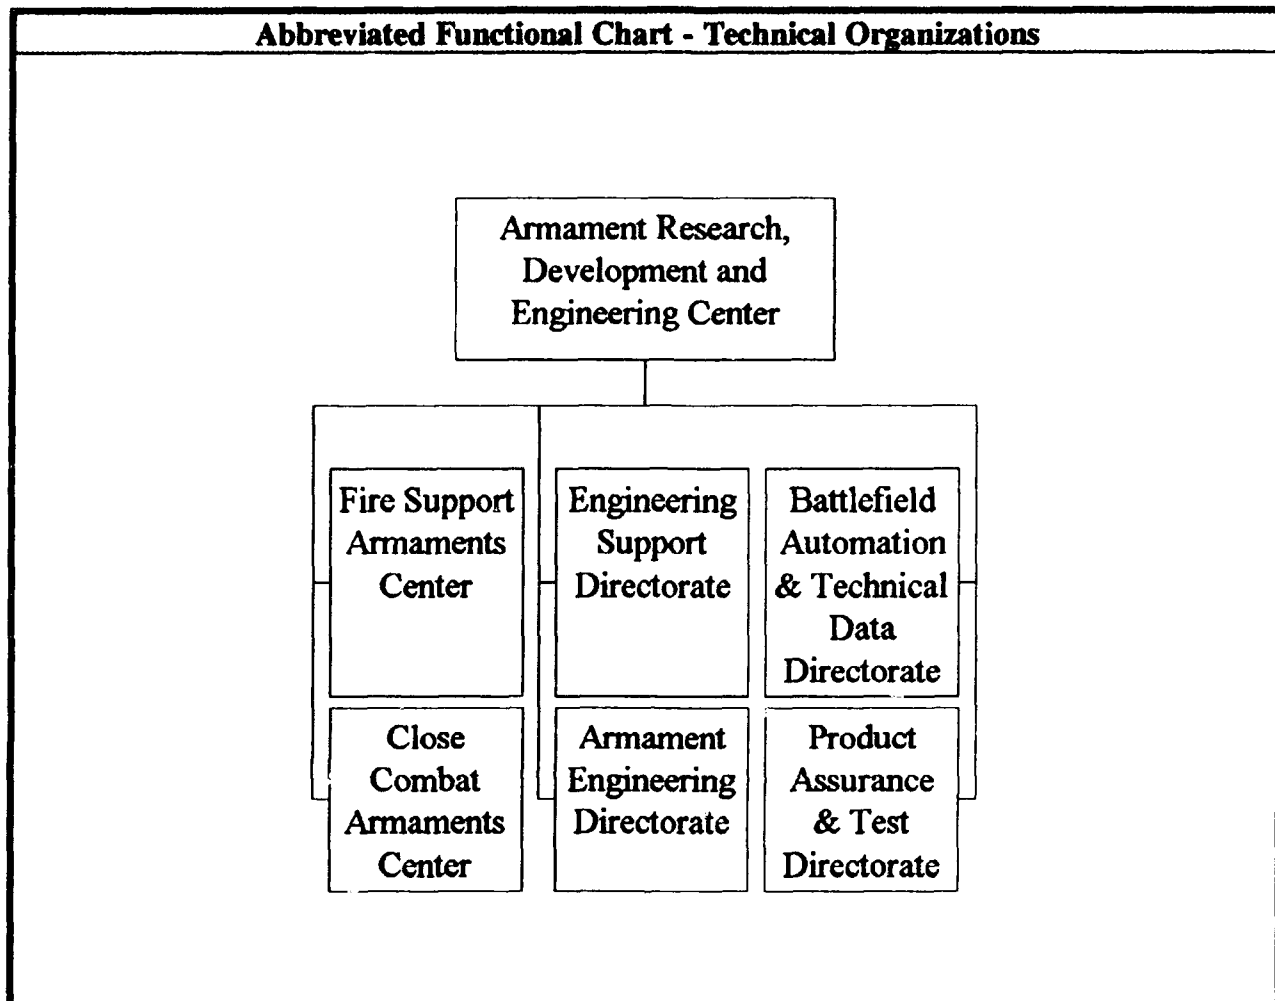 Abbreviated Functional Chart - Technical Organizations
Armament Research,
Development and
Engineering Center
Fire Support
Armaments
Center
Engineering
Support
Directorate
Battlefield
Automation
& Technical
Data
Directorate
Close
Combat
Armaments
Center
Armament
Engineering
Directorate
Product
Assurance
& Test
Directorate